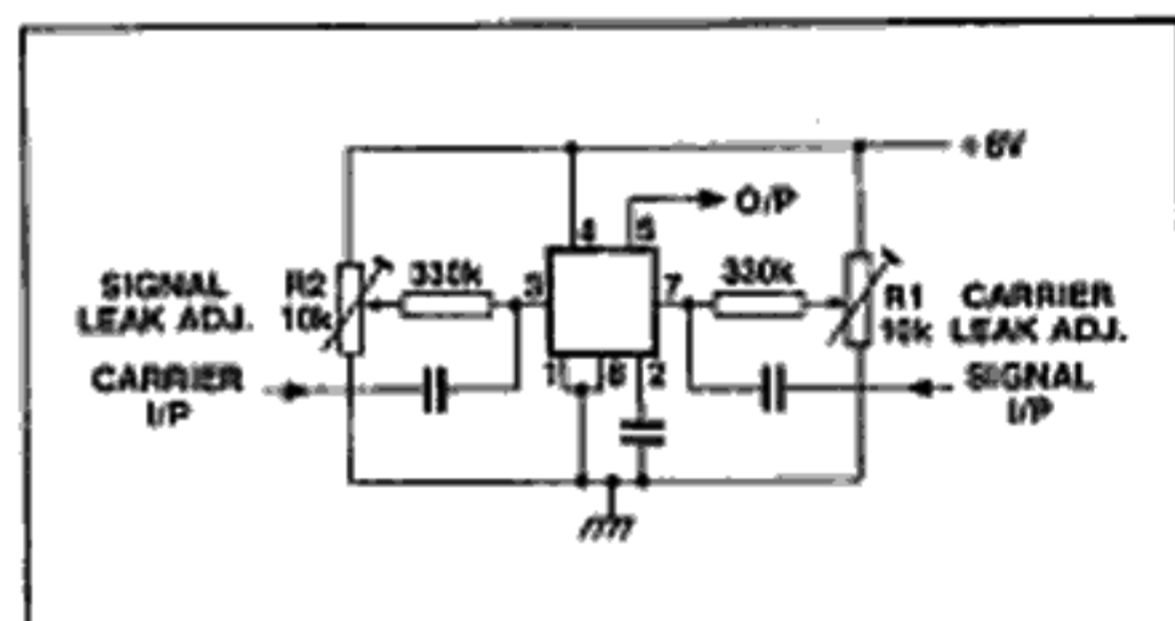 +6V
O/P
4 5
SIGNAL
LEAK ADJ.
R2
10k
330k
3
7
330k
R1
10k
CARRIER
LEAK ADJ.
CARRIER
I/P
1
2
SIGNAL
I/P